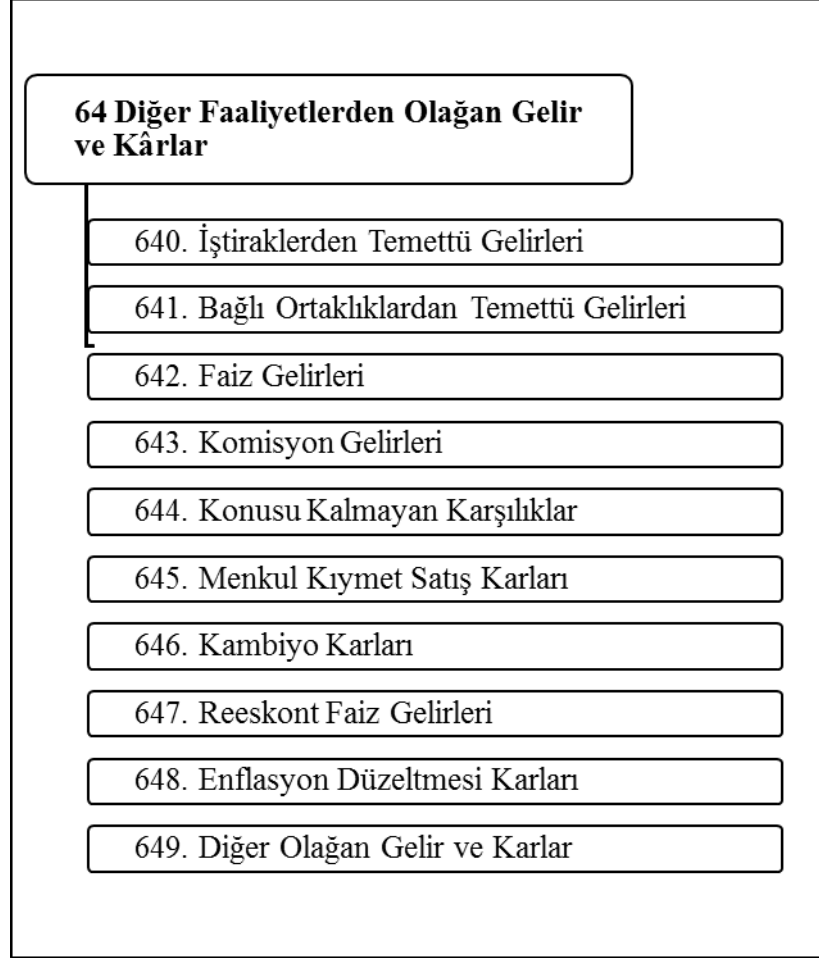 64 Diğer Faaliyetlerden Olağan Gelir
ve Kârlar
640. İştiraklerden Temettü Gelirleri
641. Bağlı Ortaklıklardan Temettü Gelirleri
642. Faiz Gelirleri
643. Komisyon Gelirleri
644. Konusu Kalmayan Karşılıklar
645. Menkul Kıymet Satış Karları
646. Kambiyo Karları
647. Reeskont Faiz Gelirleri
648. Enflasyon Düzeltmesi Karları
649. Diğer Olağan Gelir ve Karlar